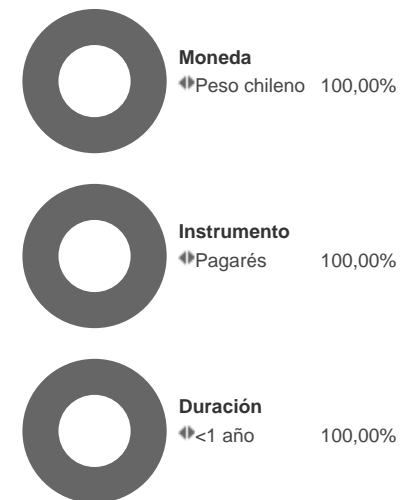 Moneda
Peso chileno 100,00%
Instrumento
Pagarés 100,00%
Duración
<1 año 100,00%